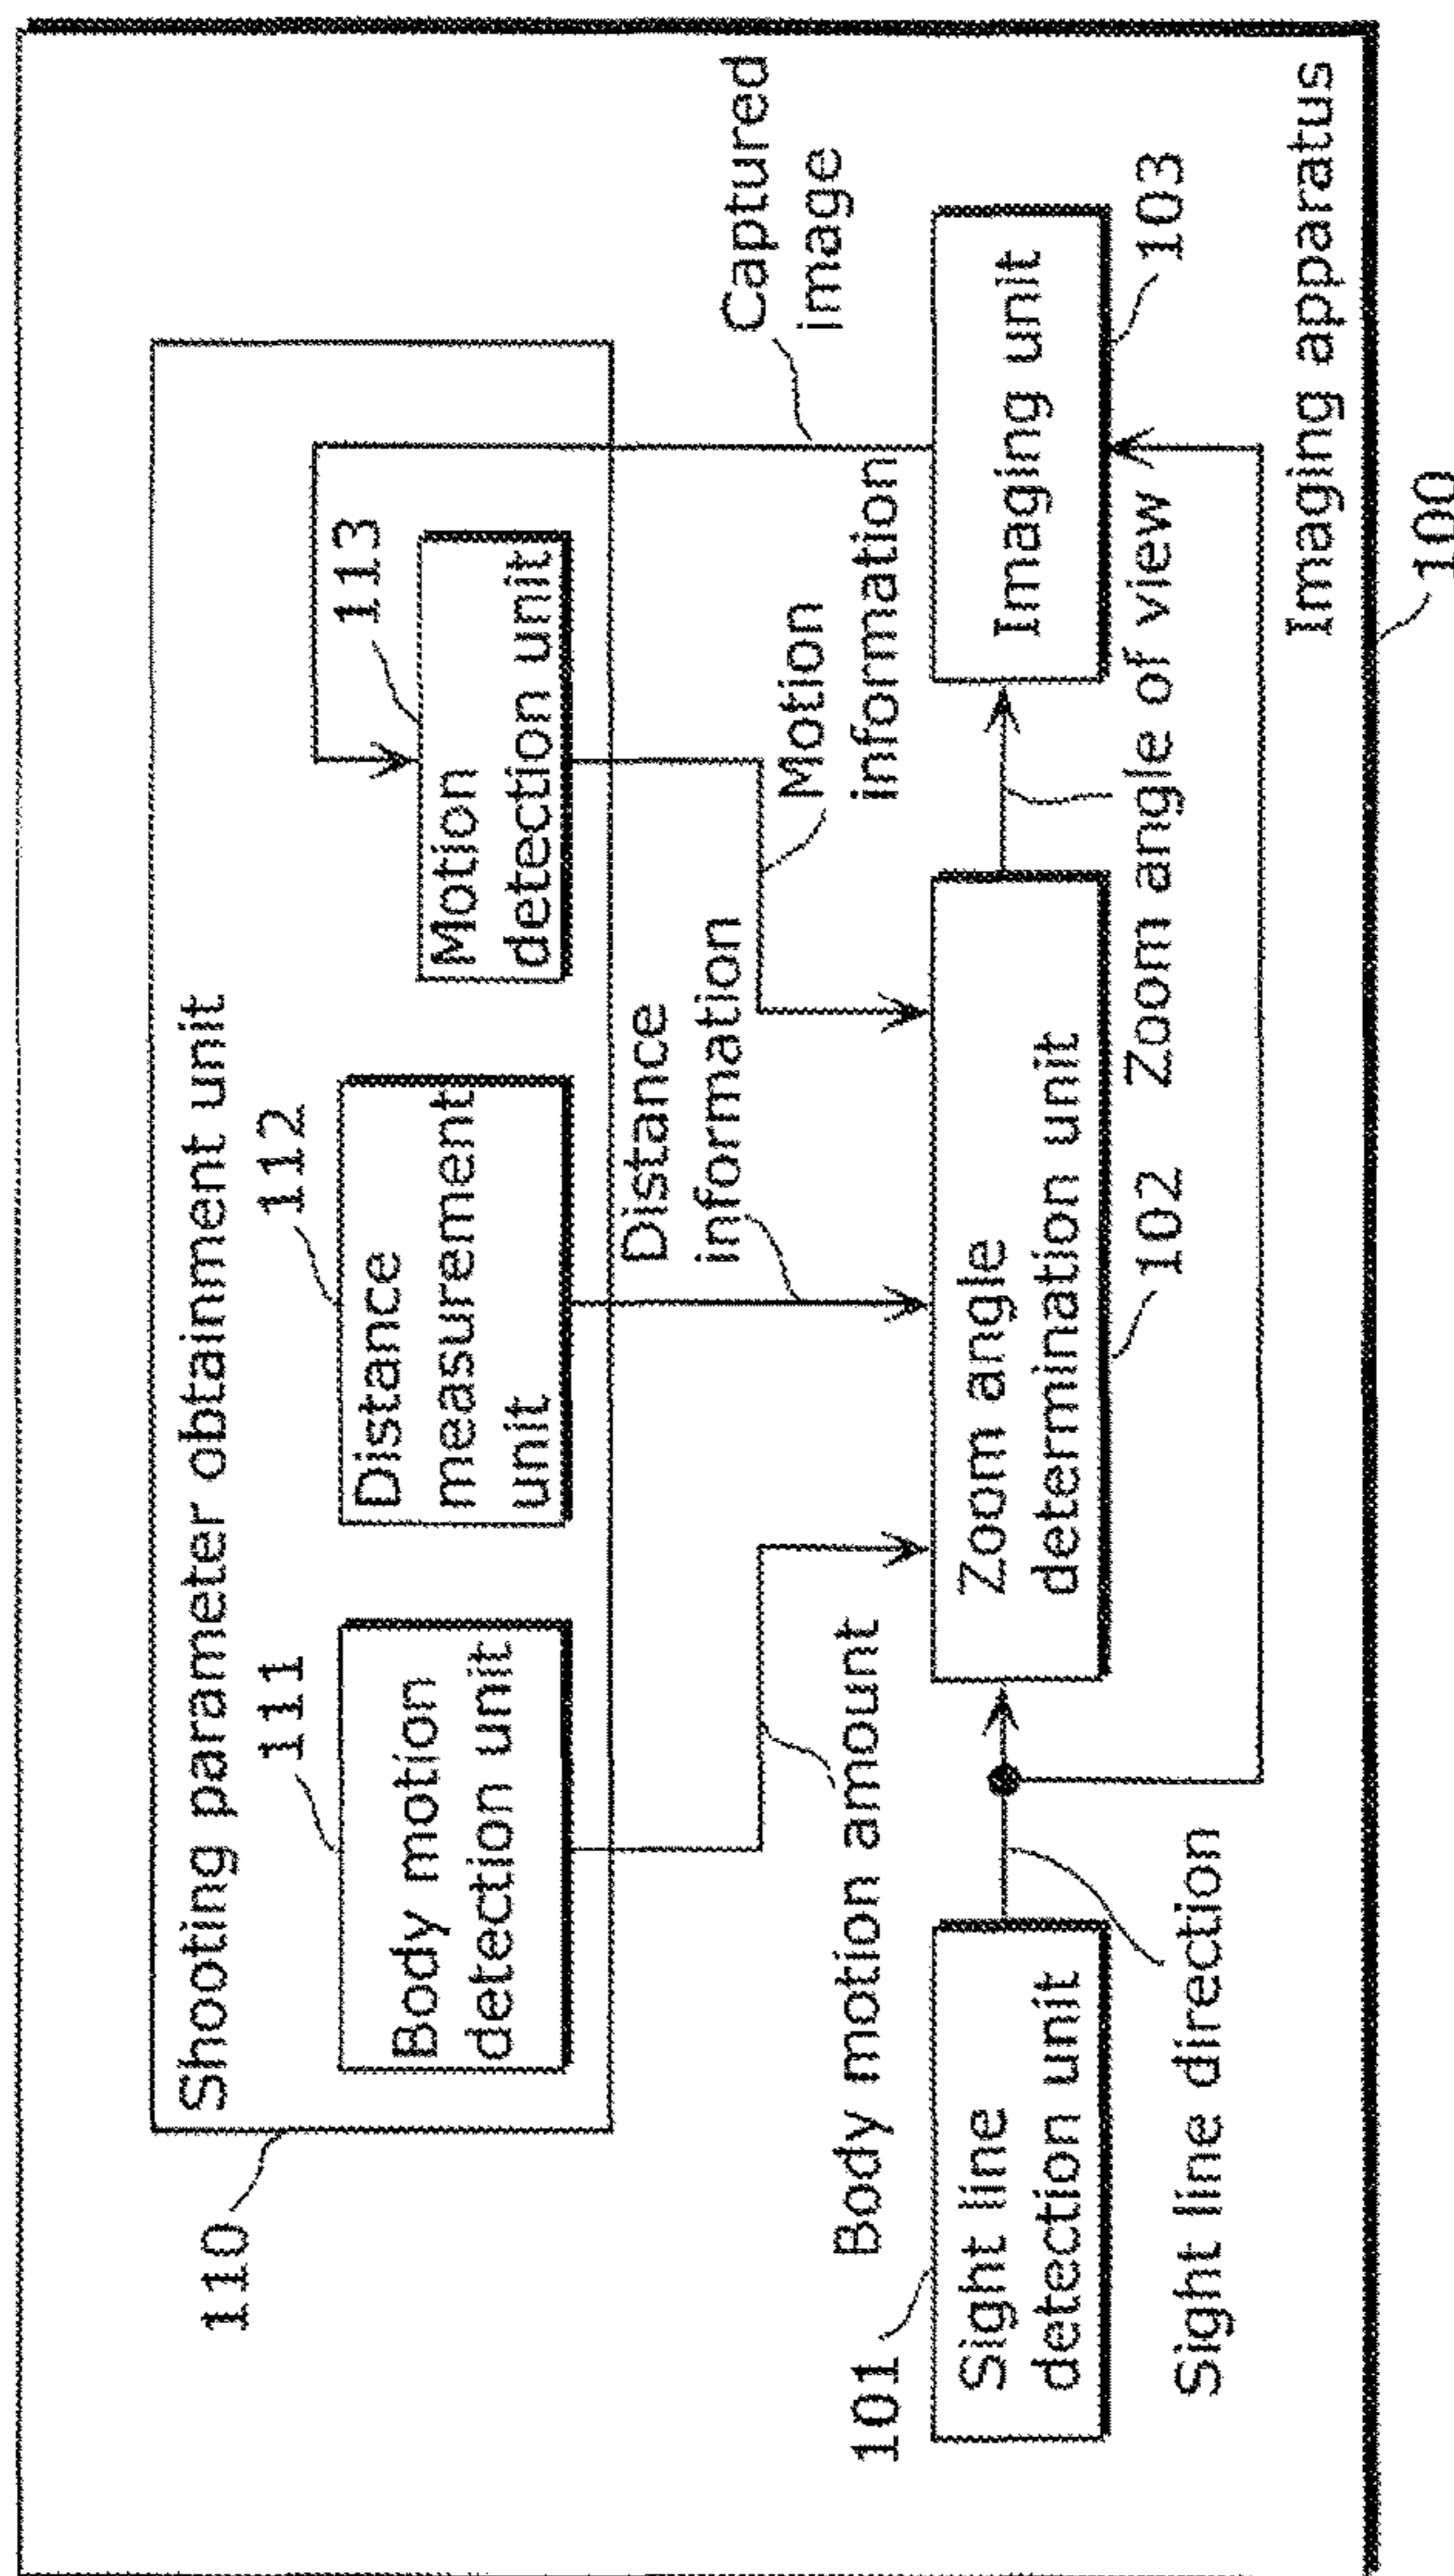 110
Shooting parameter obtainment unit
111
112
113
Body motion
detection unit
Distance
measurement
unit
Motion
detection unit
Captured
image
Body motion amount
Distance
information
Motion
information
101
Sight line
detection unit
Zoom angle
determination unit
Imaging unit
102
Zoom angle of view
103
Sight line direction
Imaging apparatus
100